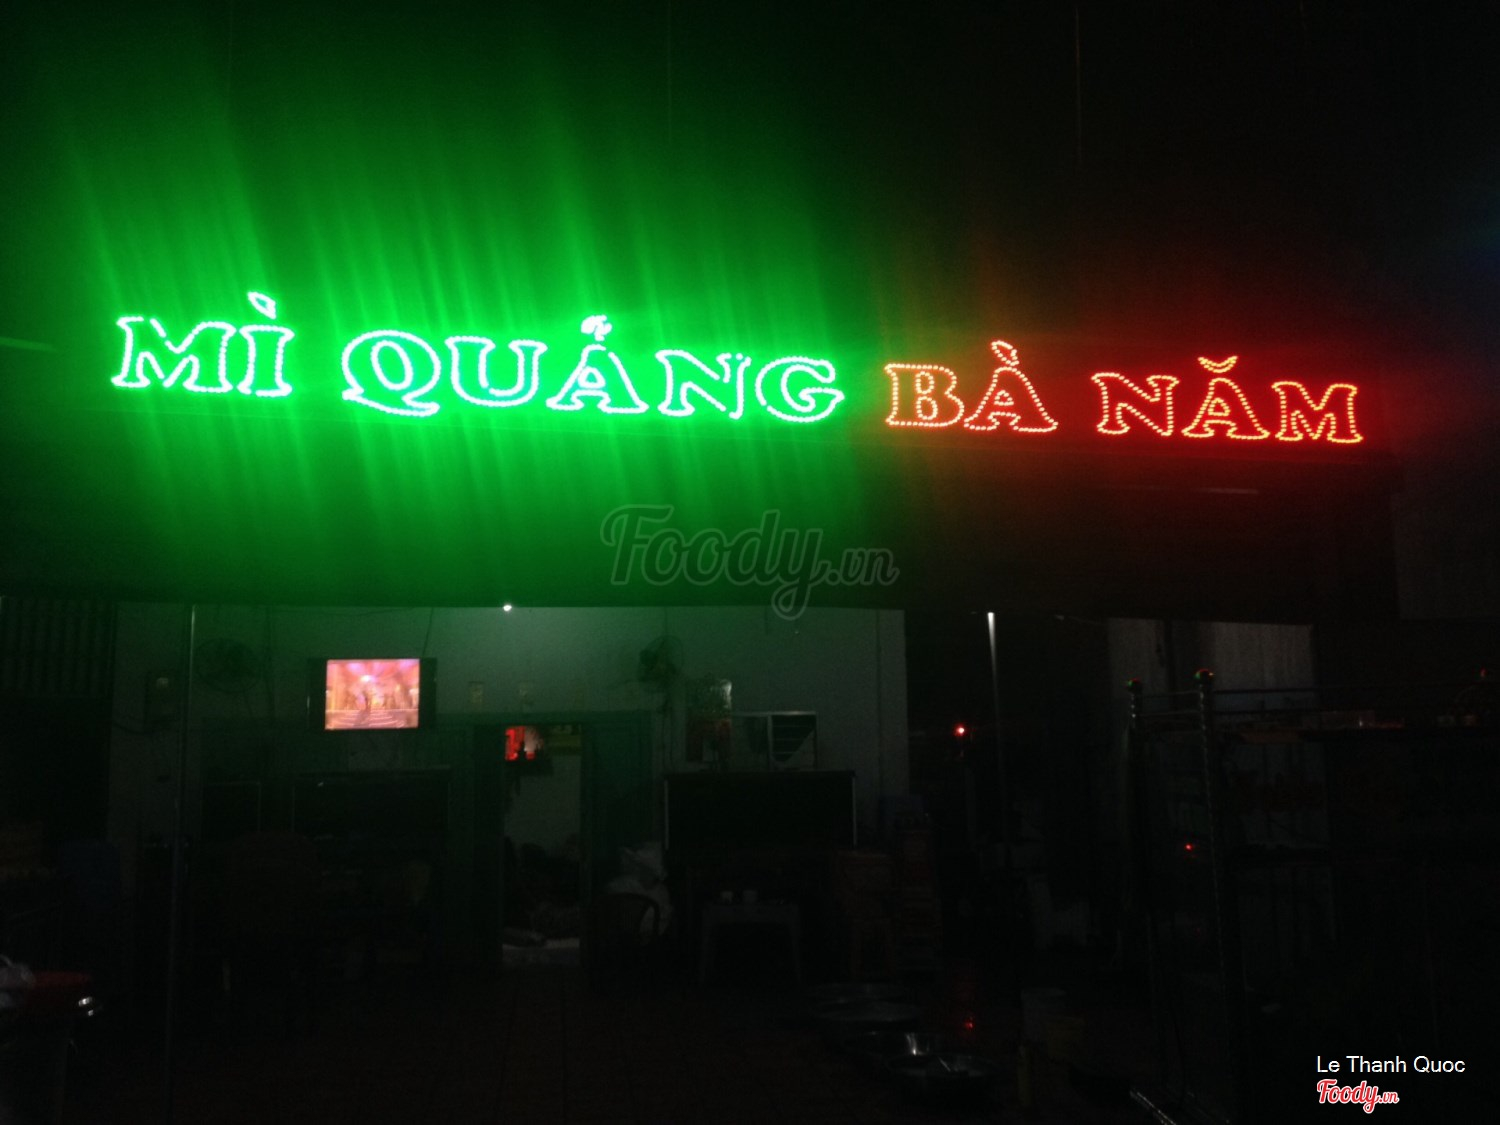 MÌ QUẢNG BÀ NĂM
Foody.vn
Le Thanh Quoc
Foody.vn